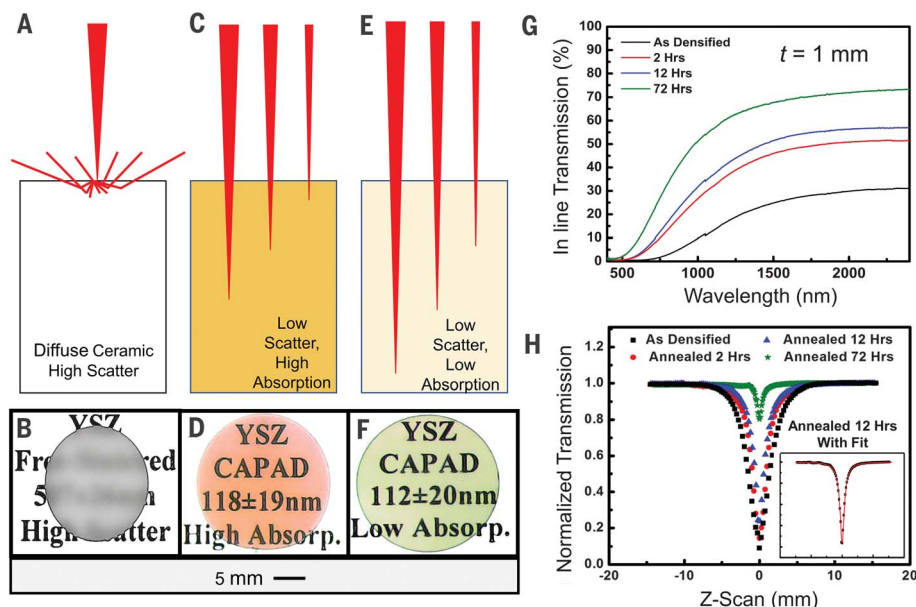 A
Diffuse Ceramic
High Scatter
C
Low
Scatter,
High
Absorption
E
Low
Scatter,
Low
Absorption
B
YSZ
High Scatter
D
YSZ
CAPAD
118±19nm
High Absorp.
F
YSZ
CAPAD
112±20nm
Low Absorp.
5 mm
G
In line Transmission (%)
100
90
80
70
60
50
40
30
20
10
0
As Densified
2 Hrs
12 Hrs
72 Hrs
t = 1 mm
500
1000
1500
2000
Wavelength (nm)
H
Normalized Transmission
1.2
1.0
0.8
0.6
0.4
0.2
0.0
As Densified
Annealed 2 Hrs
Annealed 12 Hrs
Annealed 72 Hrs
Annealed 12 Hrs
With Fit
-20
-10
0
10
20
Z-Scan (mm)